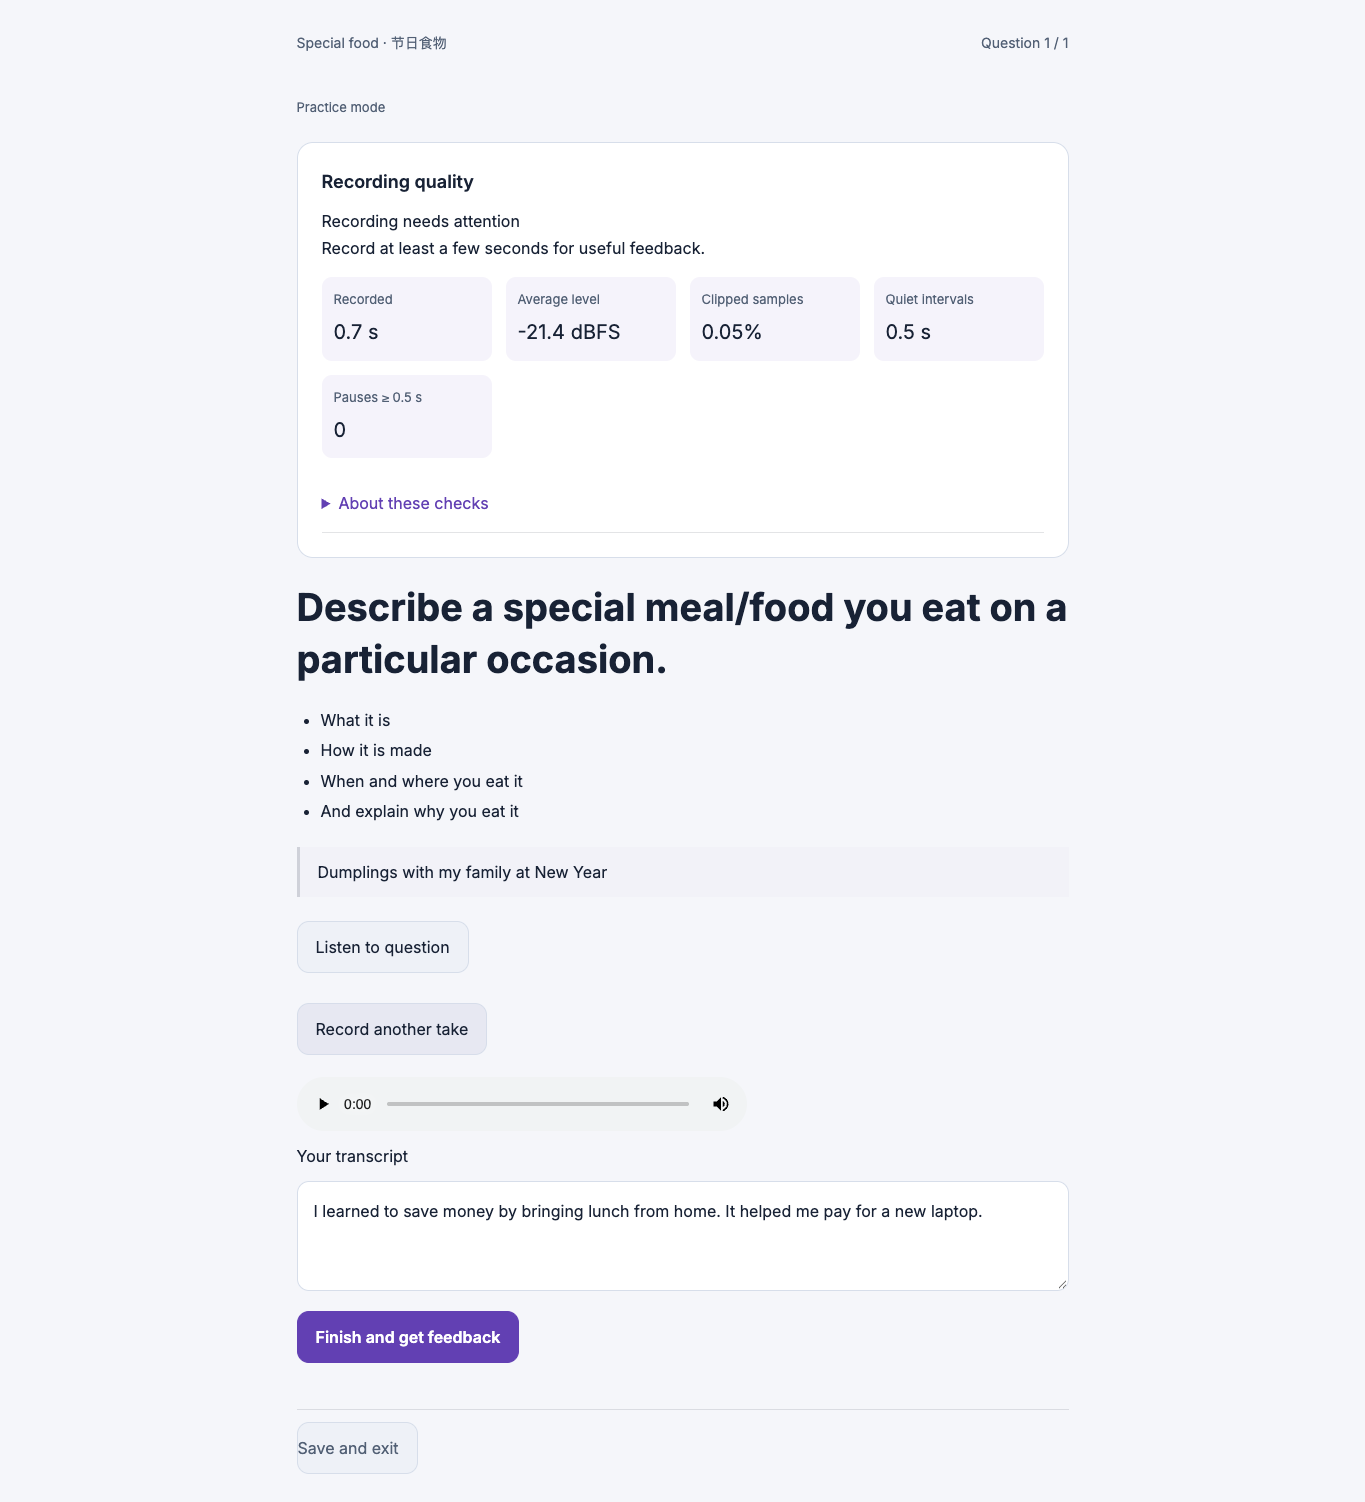 Special food · 节日食物
Question 1 / 1
Practice mode
Recording quality
Recording needs attention
Record at least a few seconds for useful feedback.
Recorded
0.7 s
Average level
-21.4 dBFS
Clipped samples
0.05%
Quiet intervals
0.5 s
Pauses ≥ 0.5 s
0
About these checks
Describe a special meal/food you eat on a
particular occasion.
What it is
How it is made
When and where you eat it
And explain why you eat it
Dumplings with my family at New Year
Listen to question
Record another take
0:00
Your transcript
I learned to save money by bringing lunch from home. It helped me pay for a new laptop.
Finish and get feedback
Save and exit